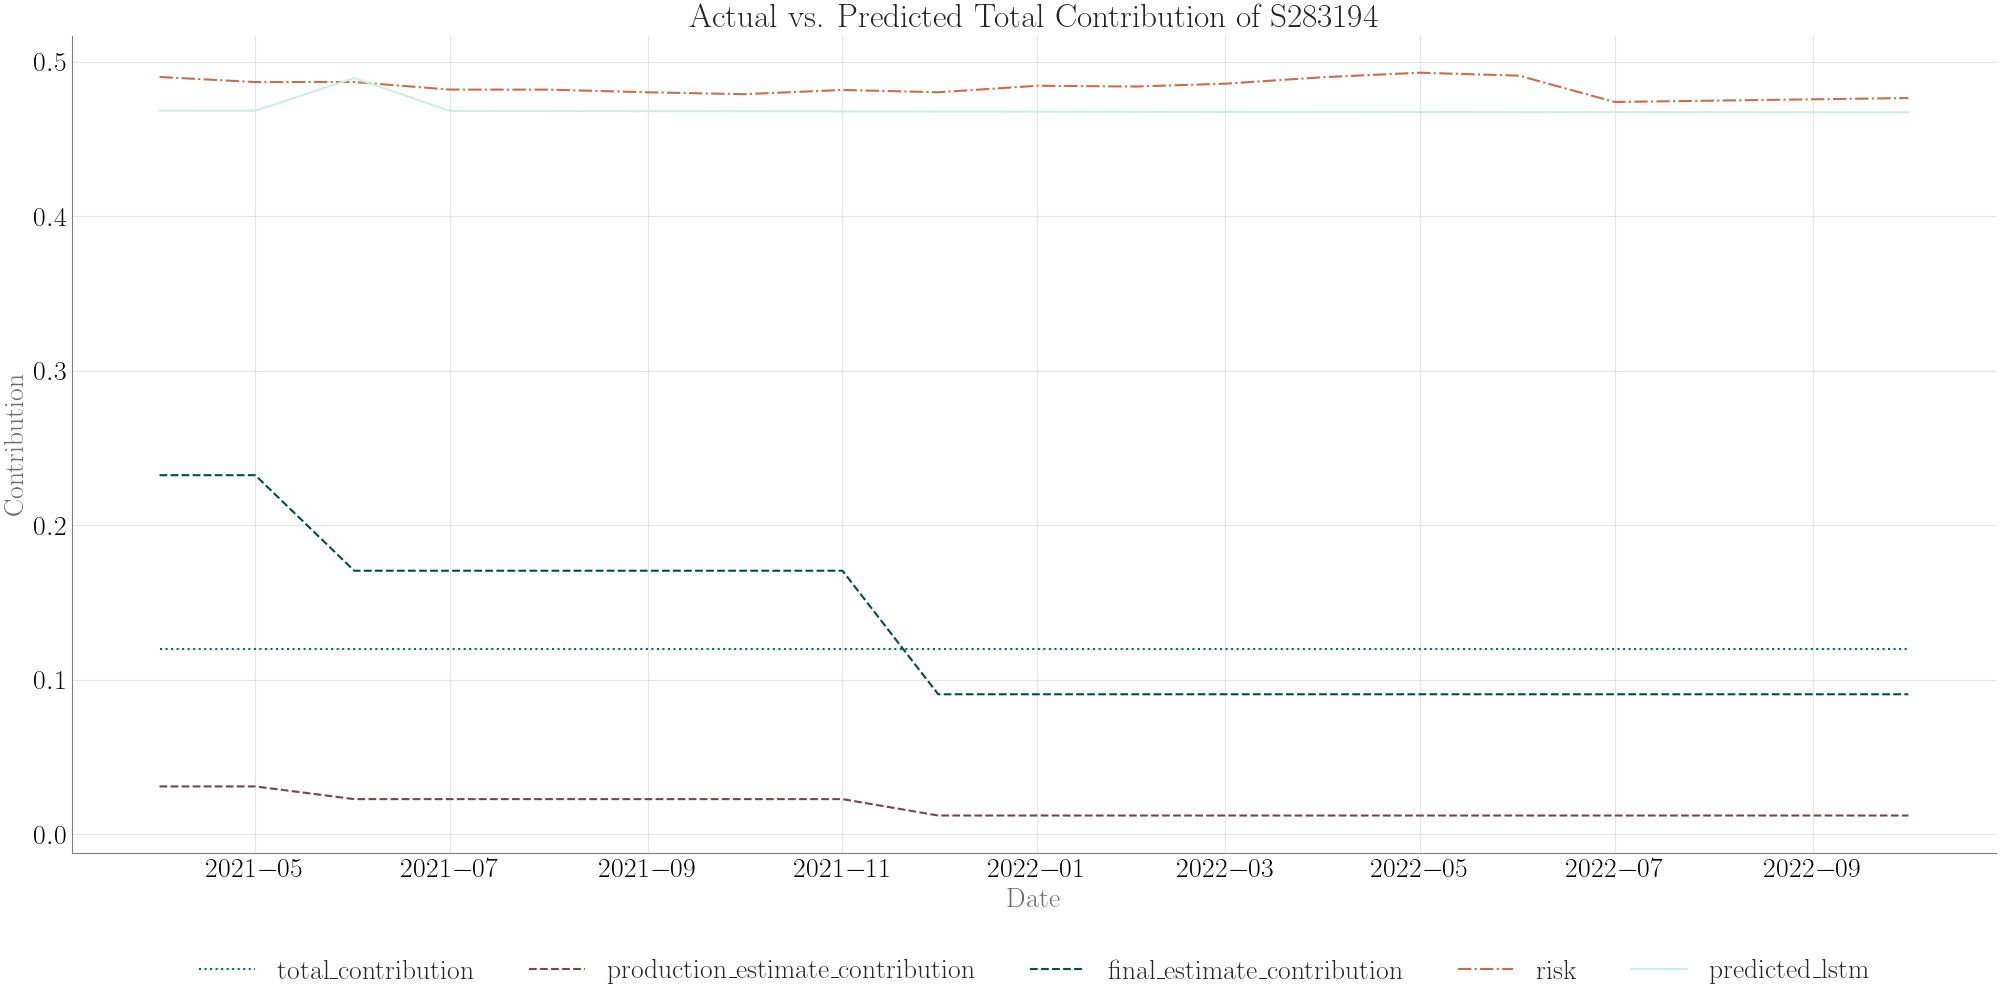 Actual vs. Predicted Total Contribution of S283194
0.5
0.4
0.3
0.2
0.1
0.0
Contribution
2021−05 2021−07 2021−09 2021−11 2022−01 2022−03 2022−05 2022−07 2022−09
Date
total_contribution production_estimate_contribution final_estimate_contribution risk predicted_lstm